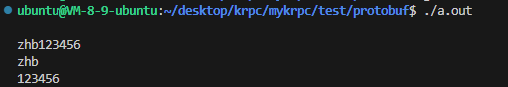 ubuntu@VM-8-9-ubuntu:~/desktop/krpc/mykrpc/test/protobuf$ ./a.out
zhb123456
zhb
123456